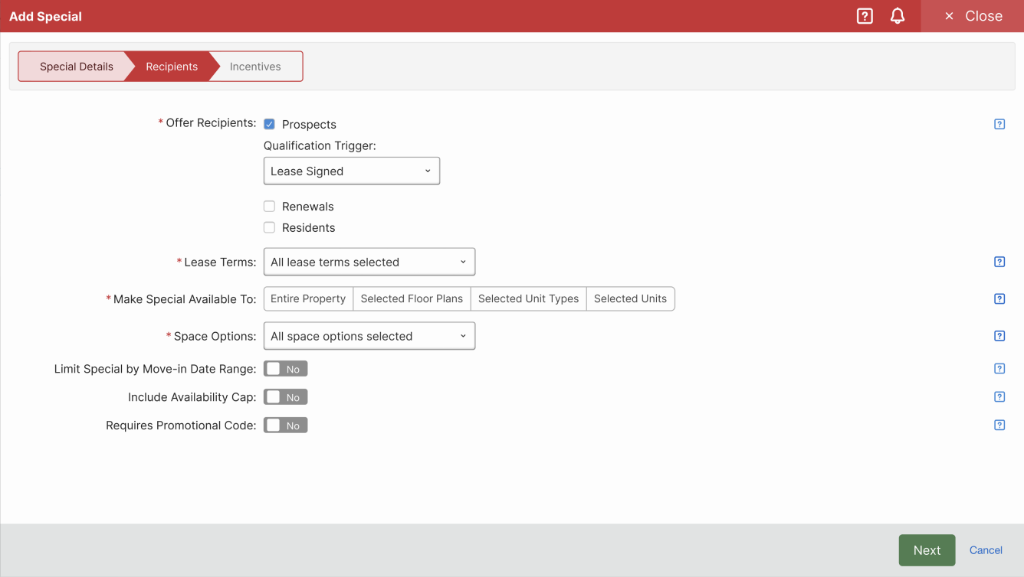 Add Special
? Close
Special Details Recipients Incentives
* Offer Recipients: Prospects ?
Qualification Trigger:
Lease Signed
Renewals
Residents
* Lease Terms: All lease terms selected ?
* Make Special Available To: Entire Property Selected Floor Plans Selected Unit Types Selected Units ?
* Space Options: All space options selected ?
Limit Special by Move-in Date Range: No ?
Include Availability Cap: No ?
Requires Promotional Code: No ?
Next Cancel